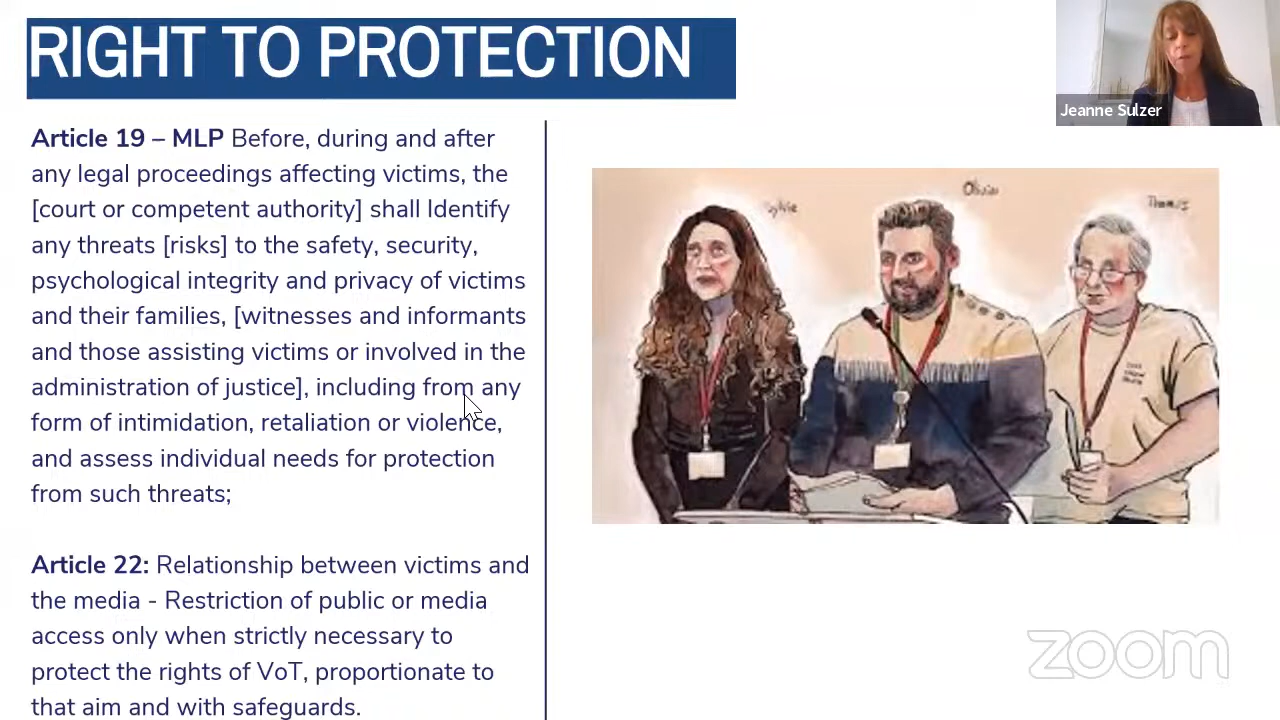 RIGHT TO PROTECTION
Jeanne Sulzer
Article 19 – MLP Before, during and after
any legal proceedings affecting victims, the
[court or competent authority] shall Identify
any threats [risks] to the safety, security,
psychological integrity and privacy of victims
and their families, [witnesses and informants
and those assisting victims or involved in the
administration of justice], including from any
form of intimidation, retaliation or violence,
and assess individual needs for protection
from such threats;
Article 22: Relationship between victims and
the media - Restriction of public or media
access only when strictly necessary to
protect the rights of VoT, proportionate to
that aim and with safeguards.
Sylvie
Olivier
Thomas
zoom